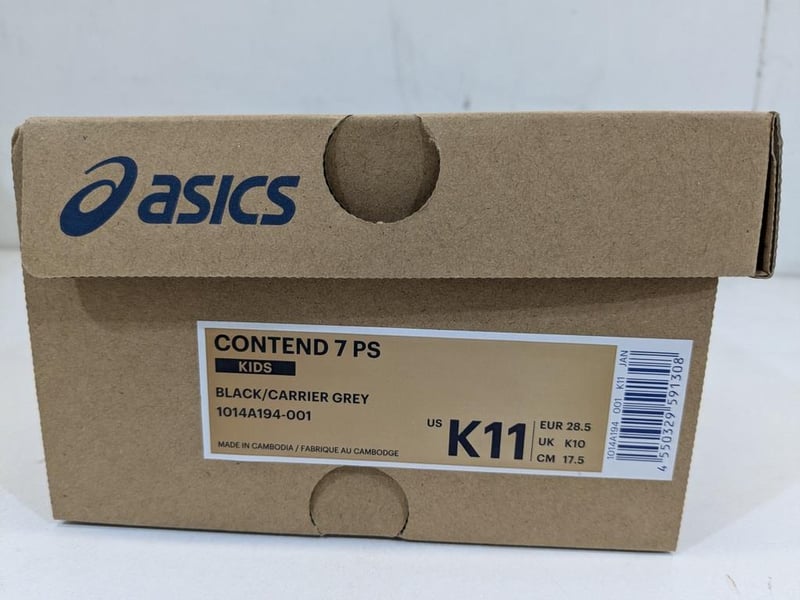 asics
CONTEND 7 PS
KIDS
BLACK/CARRIER GREY
1014A194-001
MADE IN CAMBODIA / FABRIQUE AU CAMBODGE
US K11
EUR 28.5
UK K10
CM 17.5
1014A194 001 K11 JAN
4 550329 591308